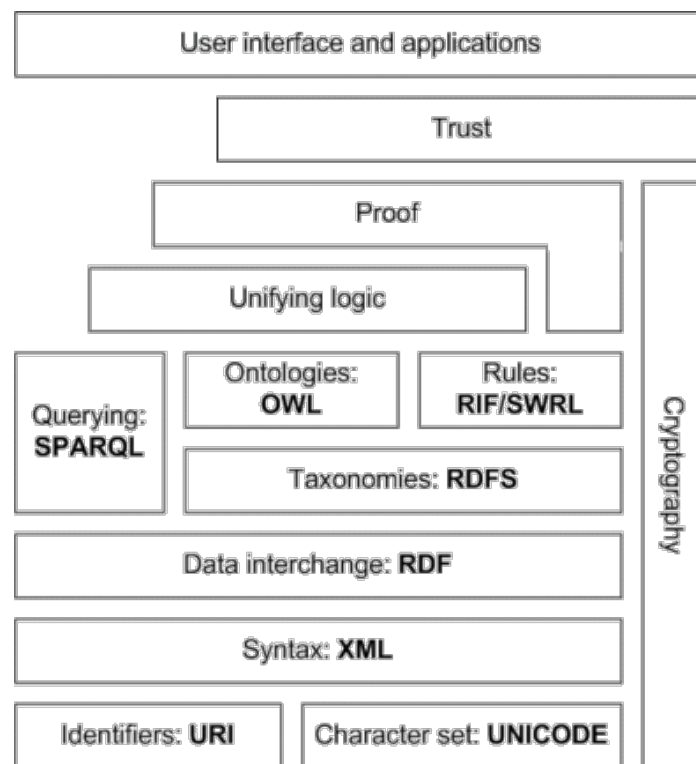 User interface and applications
Trust
Proof
Unifying logic
Ontologies:
OWL
Rules:
RIF/SWRL
Querying:
SPARQL
Taxonomies: RDFS
Cryptography
Data interchange: RDF
Syntax: XML
Identifiers: URI
Character set: UNICODE